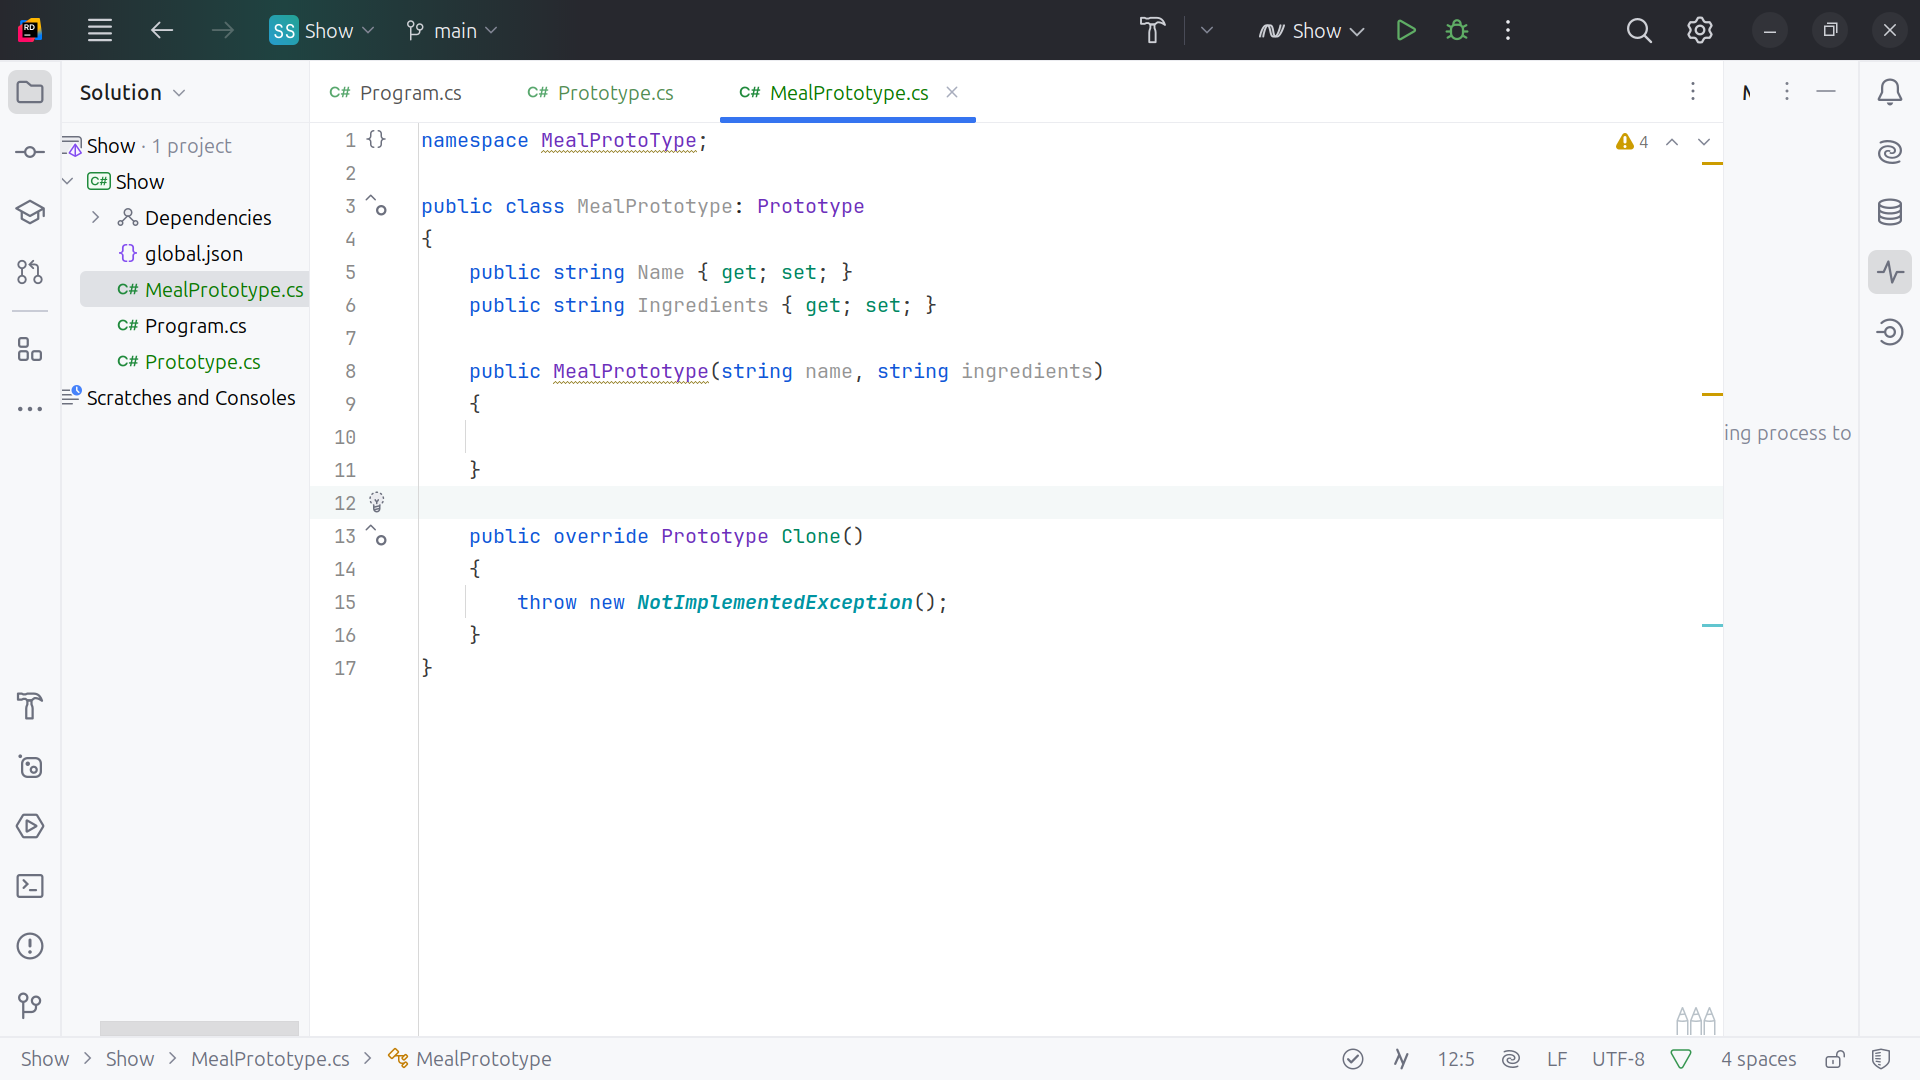 SS Show main Show
Solution
C# Program.cs C# Prototype.cs C# MealPrototype.cs
Show · 1 project
C# Show
Dependencies
{} global.json
C# MealPrototype.cs
C# Program.cs
C# Prototype.cs
Scratches and Consoles
1 {} namespace MealProtoType;
2
3 public class MealPrototype: Prototype
4 {
5 public string Name { get; set; }
6 public string Ingredients { get; set; }
7
8 public MealPrototype(string name, string ingredients)
9 {
10
11 }
12
13 public override Prototype Clone()
14 {
15 throw new NotImplementedException();
16 }
17 }
4
ing process to
Show > Show > MealPrototype.cs > MealPrototype 12:5 LF UTF-8 4 spaces